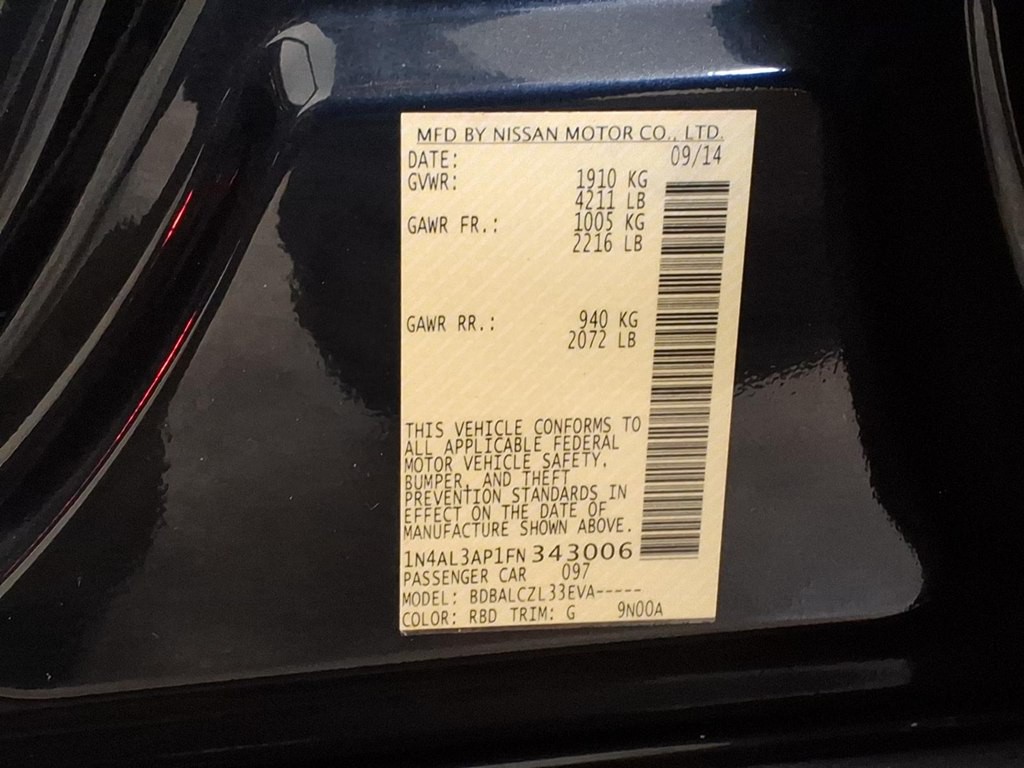 MFD BY NISSAN MOTOR CO., LTD.
DATE: 09/14
GVWR: 1910 KG
4211 LB
GAWR FR.: 1005 KG
2216 LB
GAWR RR.: 940 KG
2072 LB
THIS VEHICLE CONFORMS TO
ALL APPLICABLE FEDERAL
MOTOR VEHICLE SAFETY,
BUMPER, AND THEFT
PREVENTION STANDARDS IN
EFFECT ON THE DATE OF
MANUFACTURE SHOWN ABOVE.
1N4AL3AP1FN343006
PASSENGER CAR 097
MODEL: BDBALCZL33EVA-----
COLOR: RBD TRIM: G 9N00A